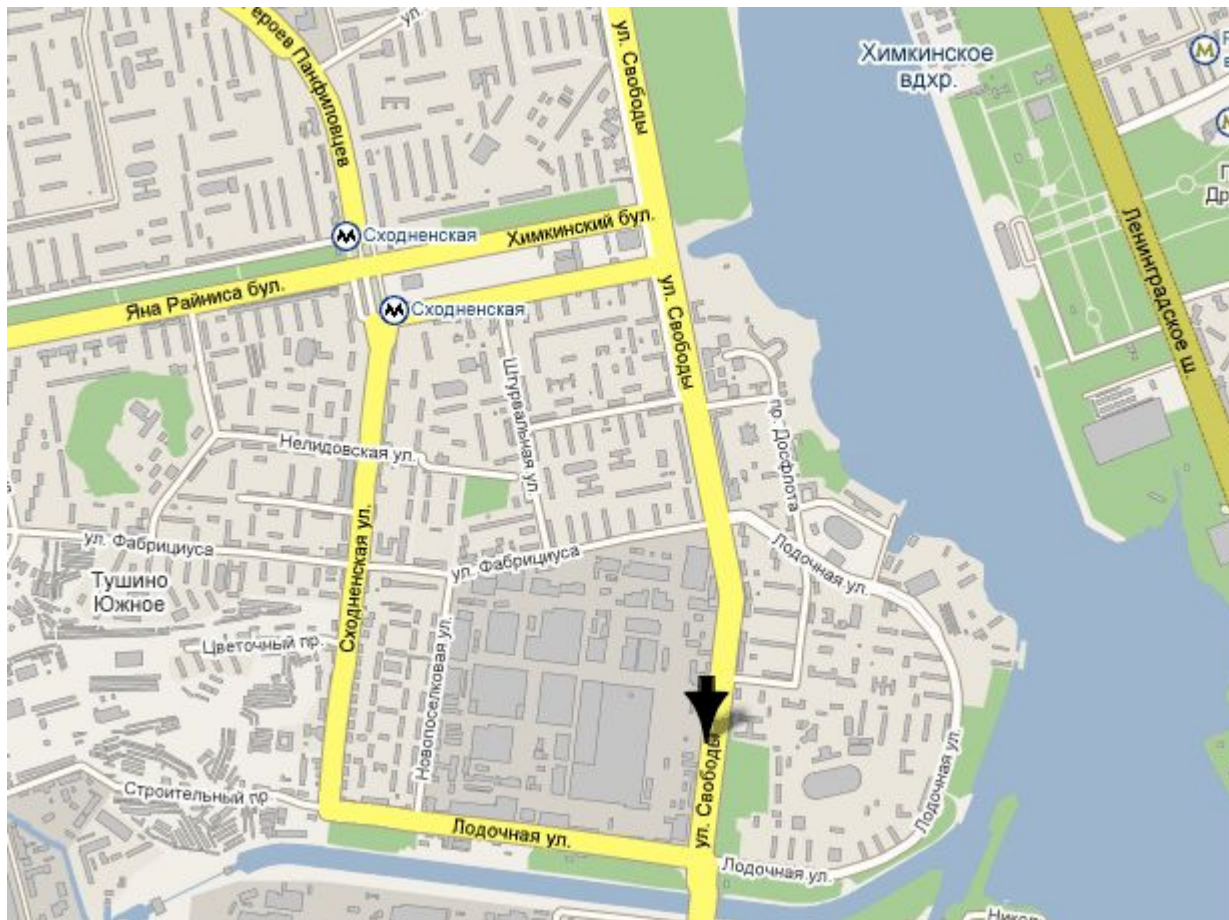 Героев Панфиловцев
ул.
ул. Свободы
Химкинское
вдхр.
Сходненская
Химкинский бул.
Яна Райниса бул.
Сходненская
ул. Свободы
Ленинградское ш.
Штурвальная ул.
пр. Досфлота
Нелидовская ул.
ул. Фабрициуса
ул. Фабрициуса
Лодочная ул.
Тушино
Южное
Сходненская ул.
Цветочный пр.
Новопоселковая ул.
ул. Свободы
Лодочная ул.
Строительный пр
Лодочная ул.
Лодочная ул.